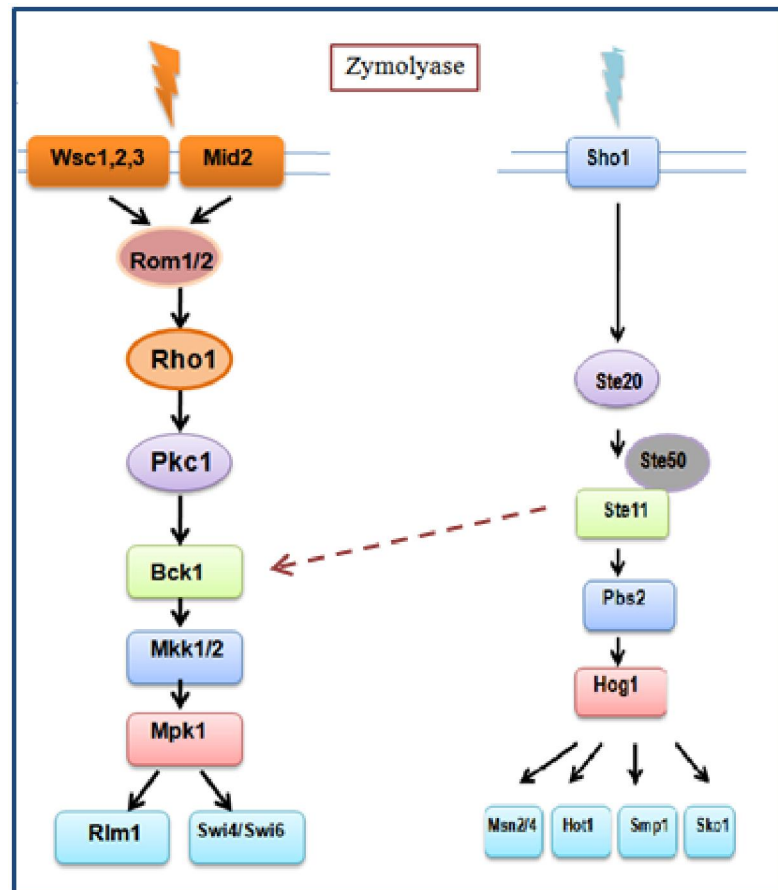 Zymolyase
Wsc1,2,3
Mid2
Rom1/2
Rho1
Pkc1
Bck1
Mkk1/2
Mpk1
Rlm1
Swi4/Swi6
Sho1
Ste20
Ste50
Ste11
Pbs2
Hog1
Msn2/4
Hot1
Smp1
Sko1